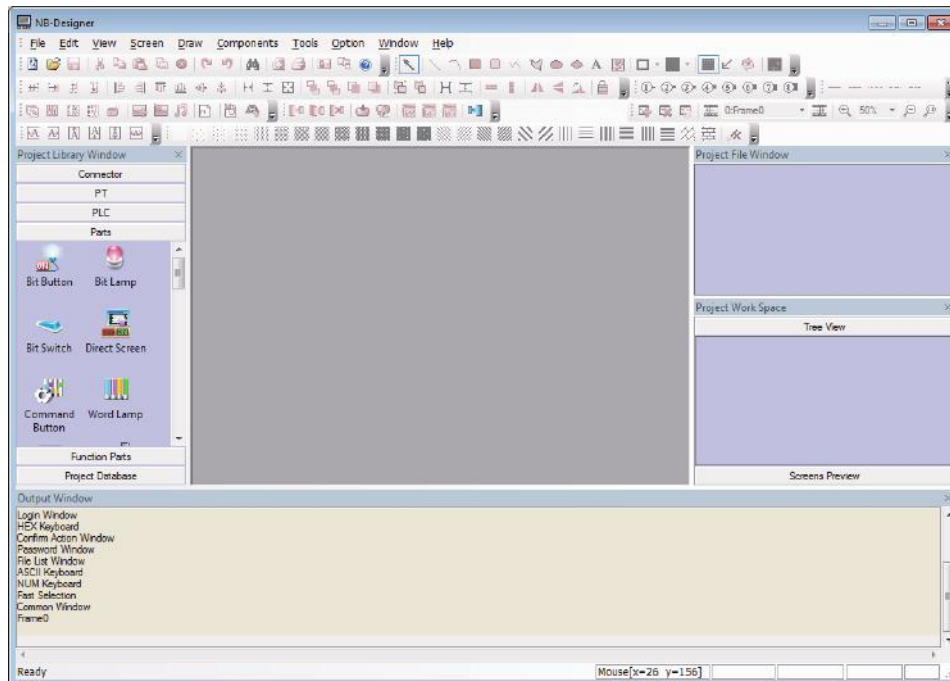 NB-Designer
File Edit View Screen Draw Components Tools Option Window Help
A
0:Frame0 50%
Project Library Window
Connector
PT
PLC
Parts
Bit Button Bit Lamp
Bit Switch Direct Screen
Command Button Word Lamp
Function Parts
Project Database
Project File Window
Project Work Space
Tree View
Screens Preview
Output Window
Login Window
HEX Keyboard
Confirm Action Window
Password Window
File List Window
ASCII Keyboard
NUM Keyboard
Fast Selection
Common Window
Frame0
Ready Mouse[x=26 y=156]